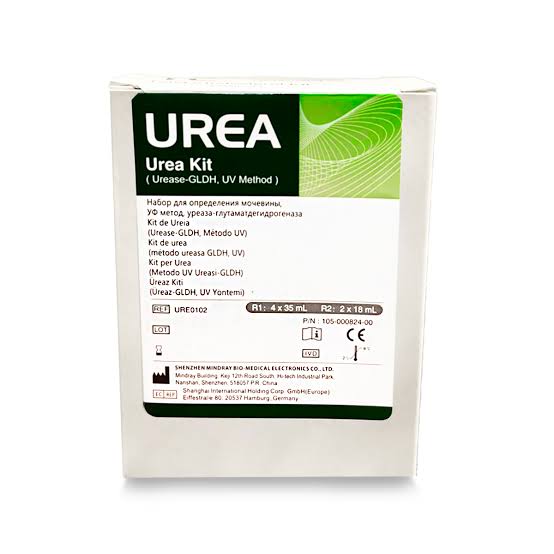 UREA
Urea Kit
( Urease-GLDH, UV Method )
Набор для определения мочевины,
УФ метод, уреаза-глутаматдегидрогеназа
Kit de Ureia
(Urease-GLDH, Método UV)
Kit de urea
(método ureasa GLDH, UV)
Kit per Urea
(Metodo UV Ureasi-GLDH)
Üreaz Kiti
(Üreaz-GLDH, UV Yöntemi)
REF URE0102
R1: 4 x 35 mL R2: 2 x 18 mL
P/N : 105-000824-00
LOT
CE
IVD
SHENZHEN MINDRAY BIO-MEDICAL ELECTRONICS CO., LTD.
Mindray Building, Key 12th Road South, Hi-tech Industrial Park,
Nanshan, Shenzhen, 518057 P.R. China
EC REP
Shanghai International Holding Corp. GmbH(Europe)
Eiffestraße 80, 20537 Hamburg, Germany